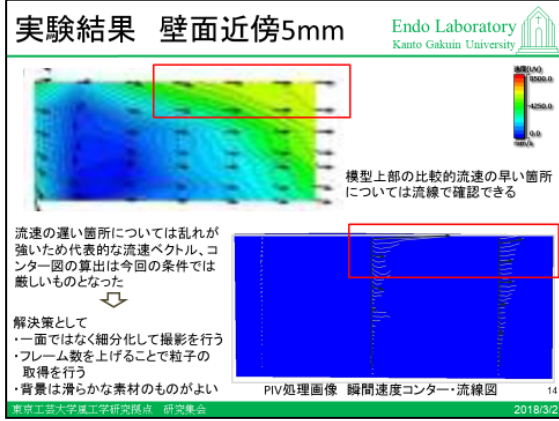 実験結果 壁面近傍5mm
Endo Laboratory
Kanto Gakuin University
速度(UV)
8500.0
4250.0
0.0
mm/s
模型上部の比較的流速の早い箇所
については流線で確認できる
流速の遅い箇所については乱れが
強いため代表的な流速ベクトル、コ
ンター図の算出は今回の条件では
厳しいものとなった
解決策として
・一面ではなく細分化して撮影を行う
・フレーム数を上げることで粒子の
取得を行う
・背景は滑らかな素材のものがよい
PIV処理画像 瞬間速度コンター・流線図
14
東京工芸大学風工学研究拠点 研究集会
2018/3/2